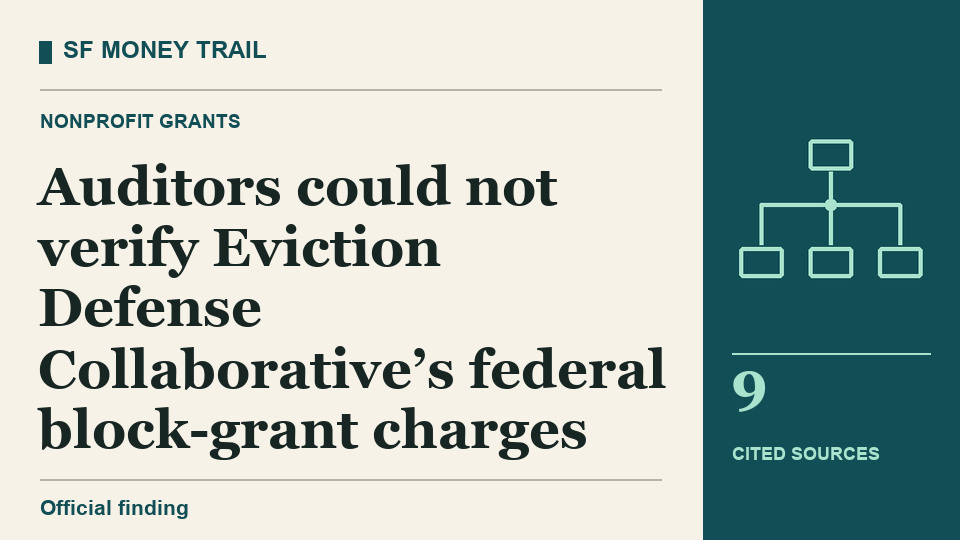 SF MONEY TRAIL
NONPROFIT GRANTS
Auditors could not
verify Eviction
Defense
Collaborative’s federal
block-grant charges
Official finding
9
CITED SOURCES